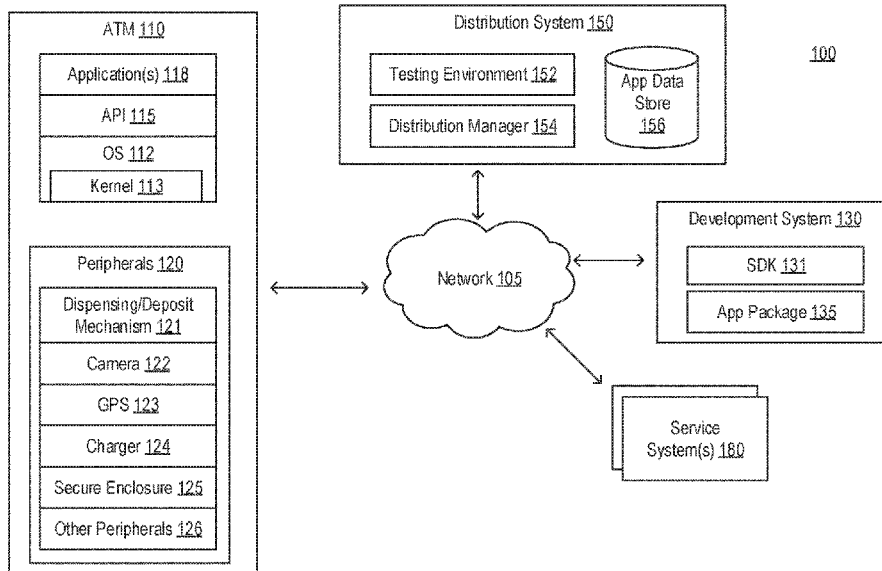 ATM 110
Application(s) 118
API 115
OS 112
Kernel 113
Peripherals 120
Dispensing/Deposit
Mechanism 121
Camera 122
GPS 123
Charger 124
Secure Enclosure 125
Other Peripherals 126
Distribution System 150
Testing Environment 152
Distribution Manager 154
App Data
Store
156
100
Network 105
Development System 130
SDK 131
App Package 135
Service
System(s) 180